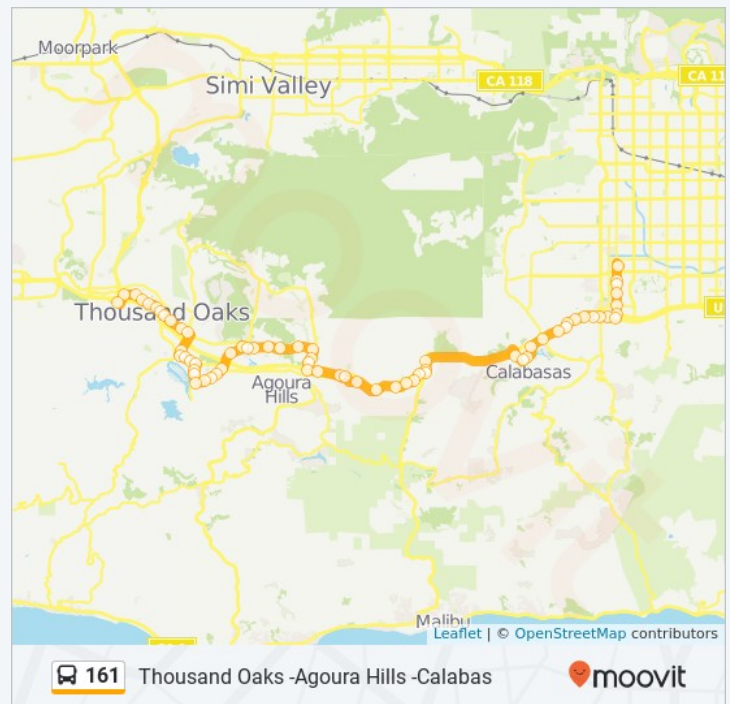 Moorpark
Simi Valley
CA 118
CA 11
Thousand Oaks
U
Agoura
Hills
Calabasas
Malibu
Leaflet | © OpenStreetMap contributors
161 Thousand Oaks -Agoura Hills -Calabas
moovit